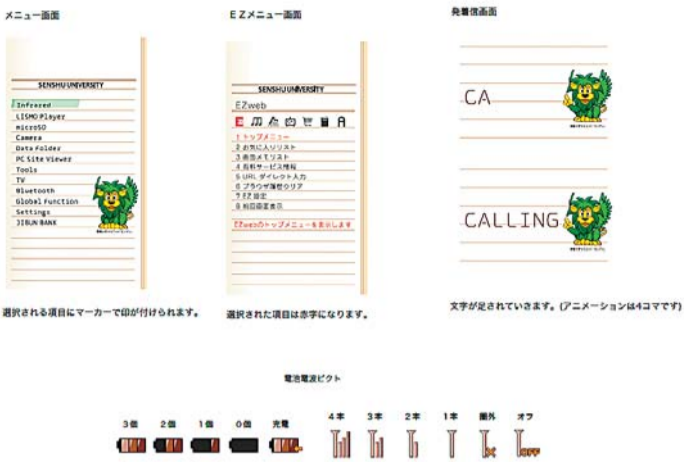 メニュー画面
SENSHU UNIVERSITY
Infrared
LISMO Player
microSD
Camera
Data Folder
PC Site Viewer
Tools
TV
Bluetooth
Global Function
Settings
JIBUN BANK
選択される項目にマーカーで印が付けられます。
EZメニュー画面
SENSHU UNIVERSITY
EZweb
1 トップメニュー
2 お気に入りリスト
3 画面メモリスト
4 有料サービス情報
5 URL ダイレクト入力
6 ブラウザ履歴クリア
7 EZ 設定
8 前回画面表示
EZwebのトップメニューを表示します
選択された項目は赤字になります。
発着信画面
CA
CALLING
文字が足されていきます。(アニメーションは4コマです)
電池電波ピクト
3個 2個 1個 0個 充電 4本 3本 2本 1本 圏外 オフ
OFF